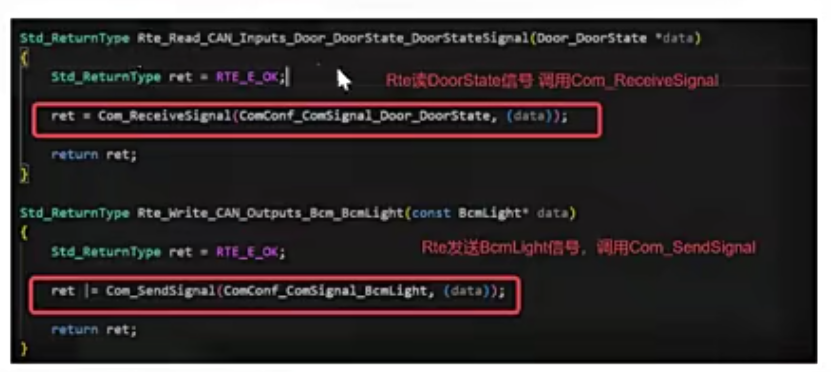 Std_ReturnType Rte_Read_CAN_Inputs_Door_DoorState_DoorStateSignal(Door_DoorState *data)
{
Std_ReturnType ret = RTE_E_OK; Rte读DoorState信号 调用Com_ReceiveSignal
ret = Com_ReceiveSignal(ComConf_ComSignal_Door_DoorState, (data));
return ret;
}
Std_ReturnType Rte_Write_CAN_Outputs_Bcm_BcmLight(const BcmLight* data)
{
Std_ReturnType ret = RTE_E_OK; Rte发送BcmLight信号，调用Com_SendSignal
ret |= Com_SendSignal(ComConf_ComSignal_BcmLight, (data));
return ret;
}